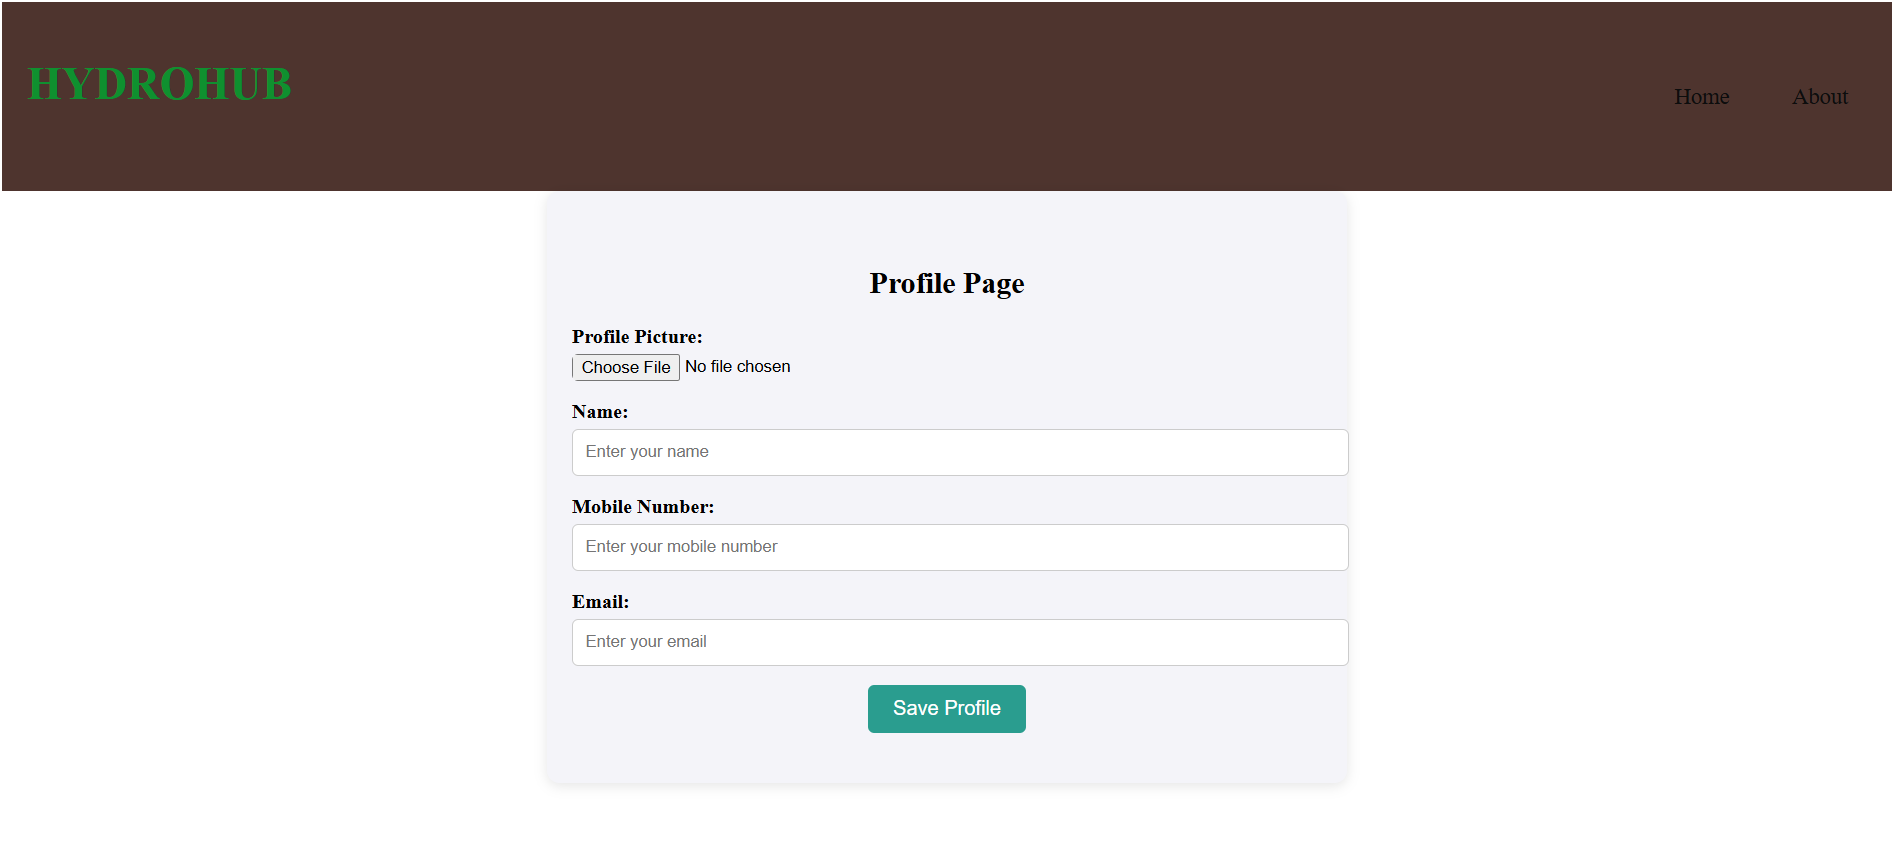 HYDROHUB
Home About
Profile Page
Profile Picture:
Choose File No file chosen
Name:
Enter your name
Mobile Number:
Enter your mobile number
Email:
Enter your email
Save Profile